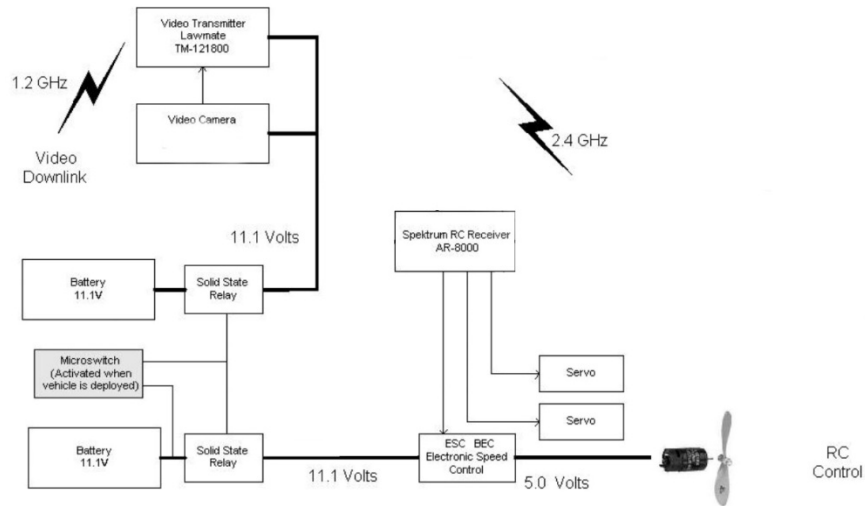 Video Transmitter
Lawmate
TM-121800
1.2 GHz
Video Camera
2.4 GHz
Video
Downlink
11.1 Volts
Spektrum RC Receiver
AR-8000
Battery
11.1V
Solid State
Relay
Microswitch
(Activated when
vehicle is deployed)
Servo
Servo
Battery
11.1V
Solid State
Relay
ESC BEC
Electronic Speed
Control
11.1 Volts
5.0 Volts
RC
Control